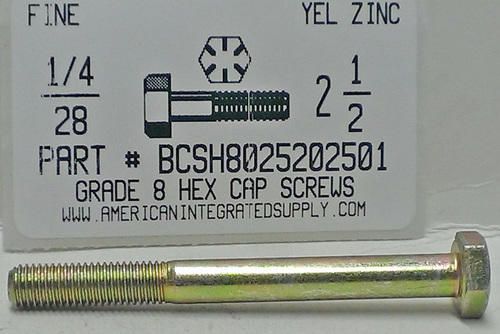 FINE YEL ZINC
1/4
28
2 1/2
PART # BCSH8025202501
GRADE 8 HEX CAP SCREWS
WWW.AMERICANINTEGRATEDSUPPLY.COM